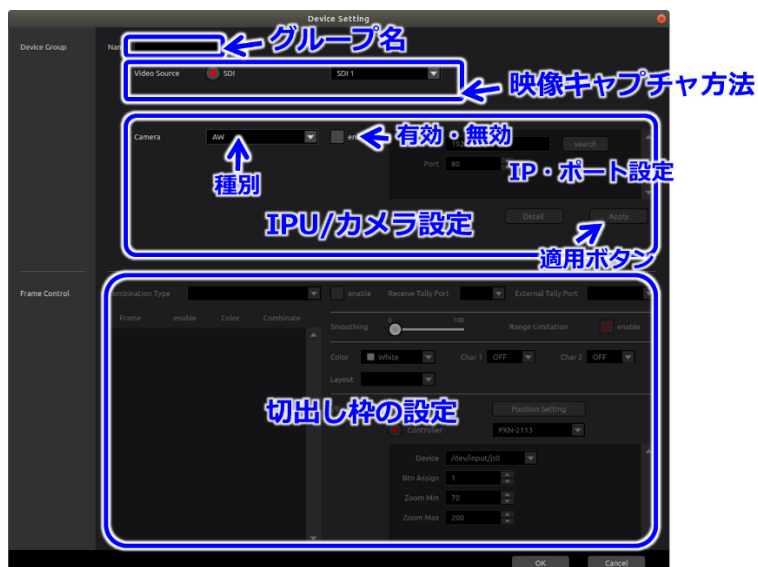 Device Setting
Device Group
グループ名
Video Source
SDI
SDI 1
映像キャプチャ方法
Camera
AW
有効・無効
search
Port
80
種別
IP・ポート設定
IPU/カメラ設定
Detail
Apply
適用ボタン
Frame Control
Combination Type
enable
Receive Tally Port
External Tally Port
Frame
enable
Color
Combinate
Smoothing
0
100
Range Limitation
enable
Color
White
Char 1
OFF
Char 2
OFF
Layout
切出し枠の設定
Position Setting
Controller
PXN-2113
Device
/dev/input/js0
Btn Assign
1
Zoom Min
70
Zoom Max
200
OK
Cancel